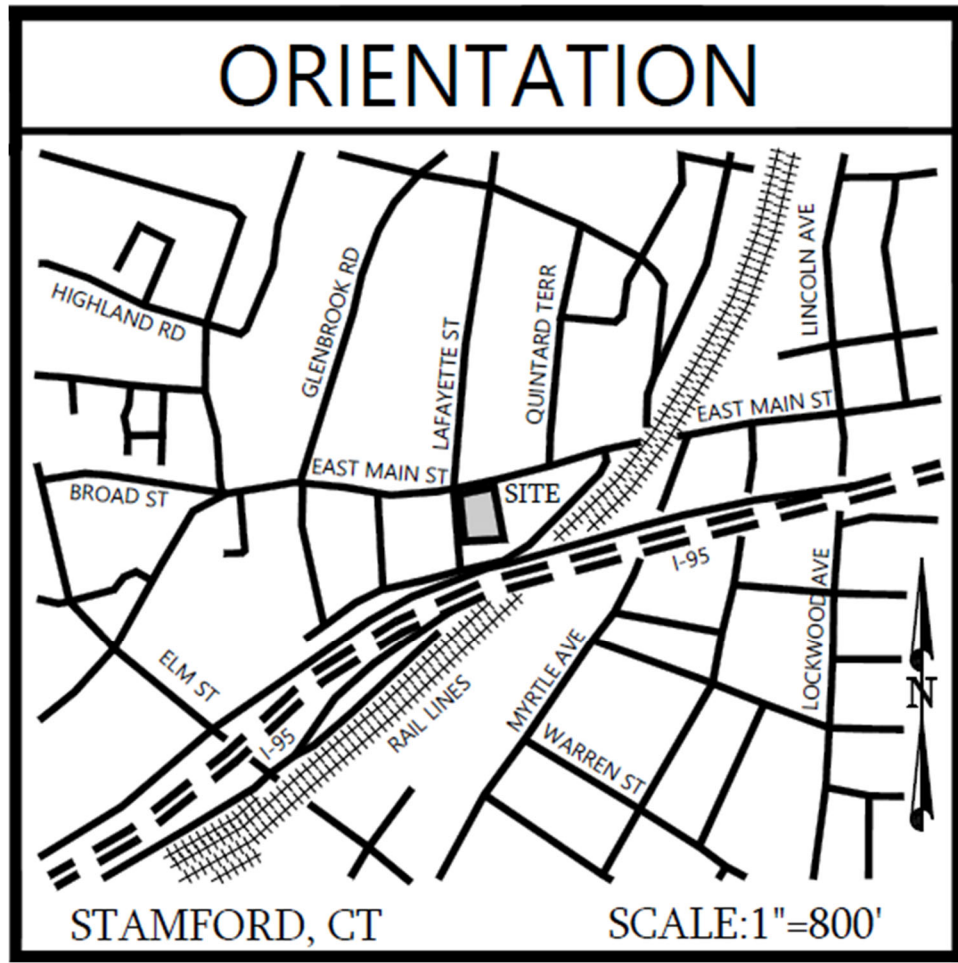 ORIENTATION
HIGHLAND RD
GLENBROOK RD
LAFAYETTE ST
QUINTARD TERR
LINCOLN AVE
EAST MAIN ST
EAST MAIN ST
BROAD ST
SITE
I-95
LOCKWOOD AVE
ELM ST
MYRTLE AVE
RAIL LINES
I-95
WARREN ST
N
STAMFORD, CT
SCALE:1"=800'